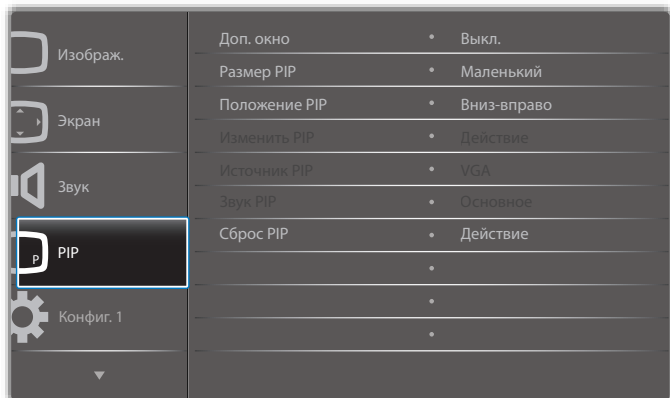 Изображ.
Экран
Звук
P
PIP
Конфиг. 1
Доп. окно • Выкл.
Размер PIP • Маленький
Положение PIP • Вниз-вправо
Изменить PIP • Действие
Источник PIP • VGA
Звук PIP • Основное
Сброс PIP • Действие
•
•
•